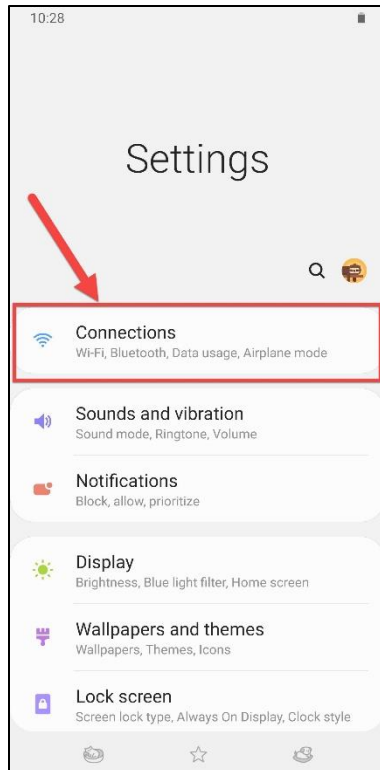 10:28
Settings
Connections
Wi-Fi, Bluetooth, Data usage, Airplane mode
Sounds and vibration
Sound mode, Ringtone, Volume
Notifications
Block, allow, prioritize
Display
Brightness, Blue light filter, Home screen
Wallpapers and themes
Wallpapers, Themes, Icons
Lock screen
Screen lock type, Always On Display, Clock style